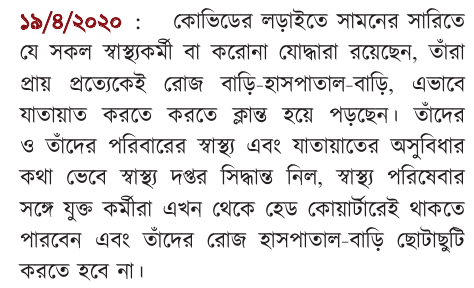 ১৯/৪/২০২০ : কোভিডের লড়াইতে সামনের সারিতে
যে সকল স্বাস্থ্যকর্মী বা করোনা যোদ্ধারা রয়েছেন, তাঁরা
প্রায় প্রত্যেকেই রোজ বাড়ি-হাসপাতাল-বাড়ি, এভাবে
যাতায়াত করতে করতে ক্লান্ত হয়ে পড়ছেন। তাঁদের
ও তাঁদের পরিবারের স্বাস্থ্য এবং যাতায়াতের অসুবিধার
কথা ভেবে স্বাস্থ্য দপ্তর সিদ্ধান্ত নিল, স্বাস্থ্য পরিষেবার
সঙ্গে যুক্ত কর্মীরা এখন থেকে হেড কোয়ার্টারেই থাকতে
পারবেন এবং তাঁদের রোজ হাসপাতাল-বাড়ি ছোটাছুটি
করতে হবে না।